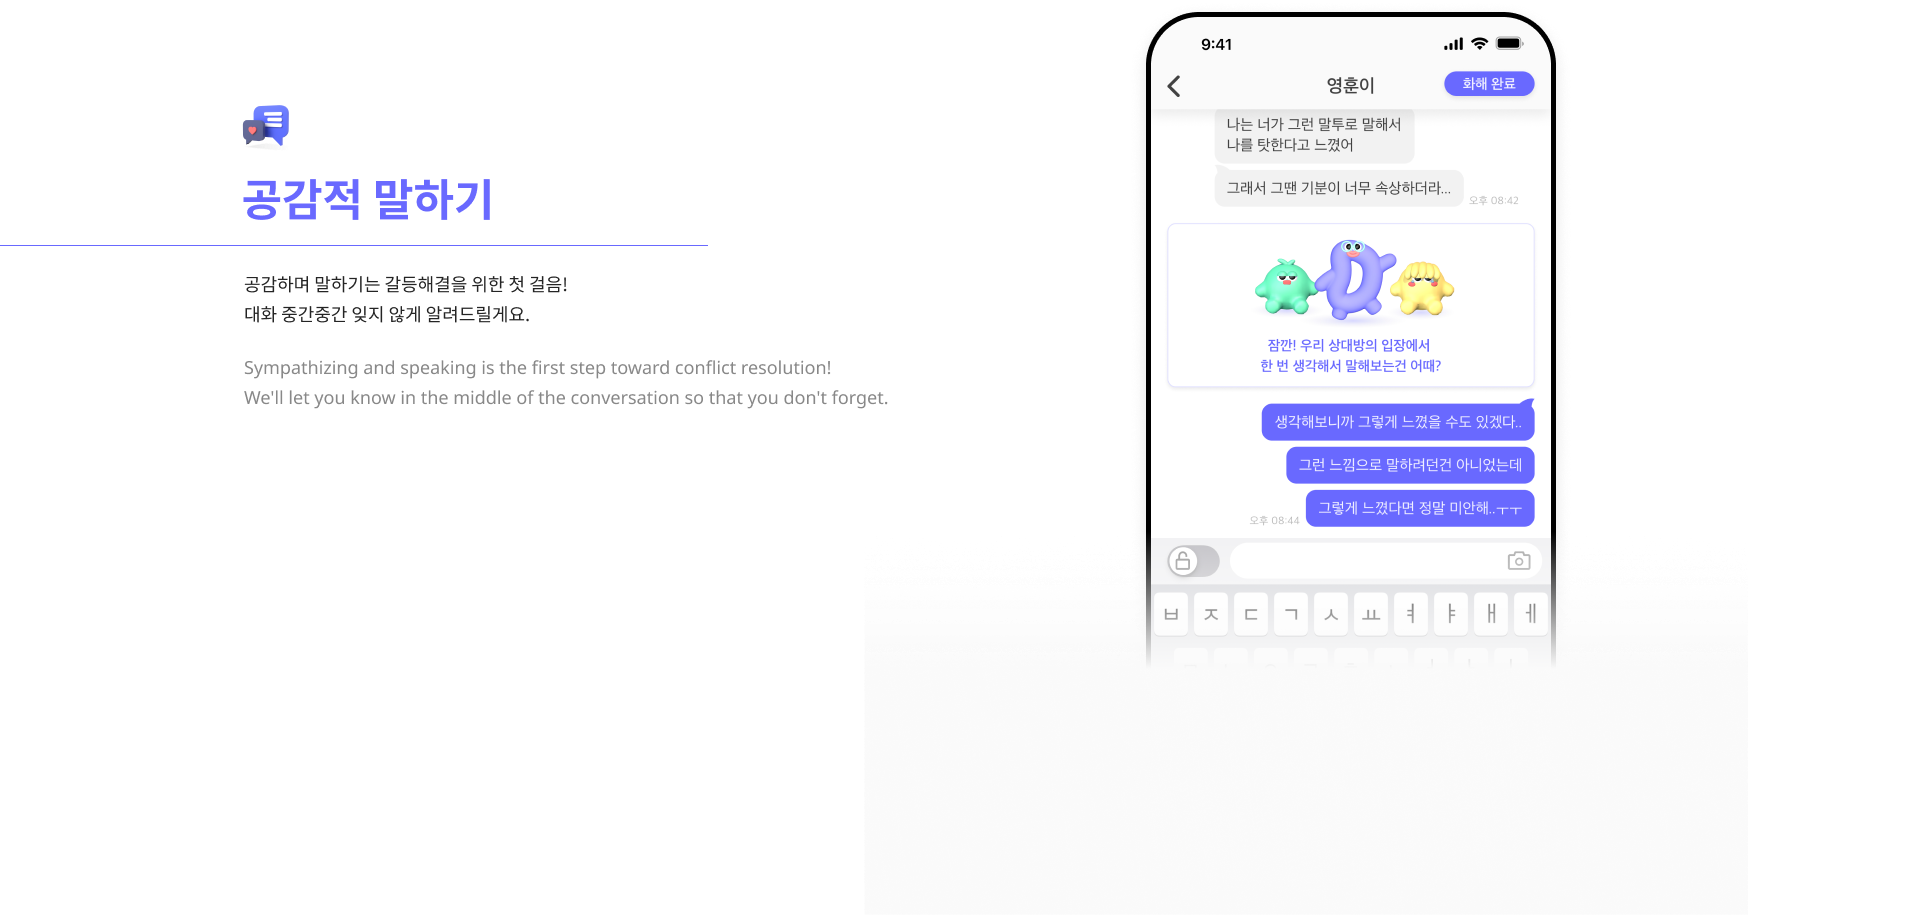 공감적 말하기
공감하며 말하기는 갈등해결을 위한 첫 걸음!
대화 중간중간 잊지 않게 알려드릴게요.
Sympathizing and speaking is the first step toward conflict resolution!
We'll let you know in the middle of the conversation so that you don't forget.
9:41
영훈이
화해 완료
나는 너가 그런 말투로 말해서
나를 탓한다고 느꼈어
그래서 그땐 기분이 너무 속상하더라...
오후 08:42
잠깐! 우리 상대방의 입장에서
한 번 생각해서 말해보는건 어때?
생각해보니까 그렇게 느꼈을 수도 있겠다..
그런 느낌으로 말하려던건 아니었는데
그렇게 느꼈다면 정말 미안해..ㅜㅜ
오후 08:44
ㅂ ㅈ ㄷ ㄱ ㅅ ㅛ ㅕ ㅑ ㅐ ㅔ